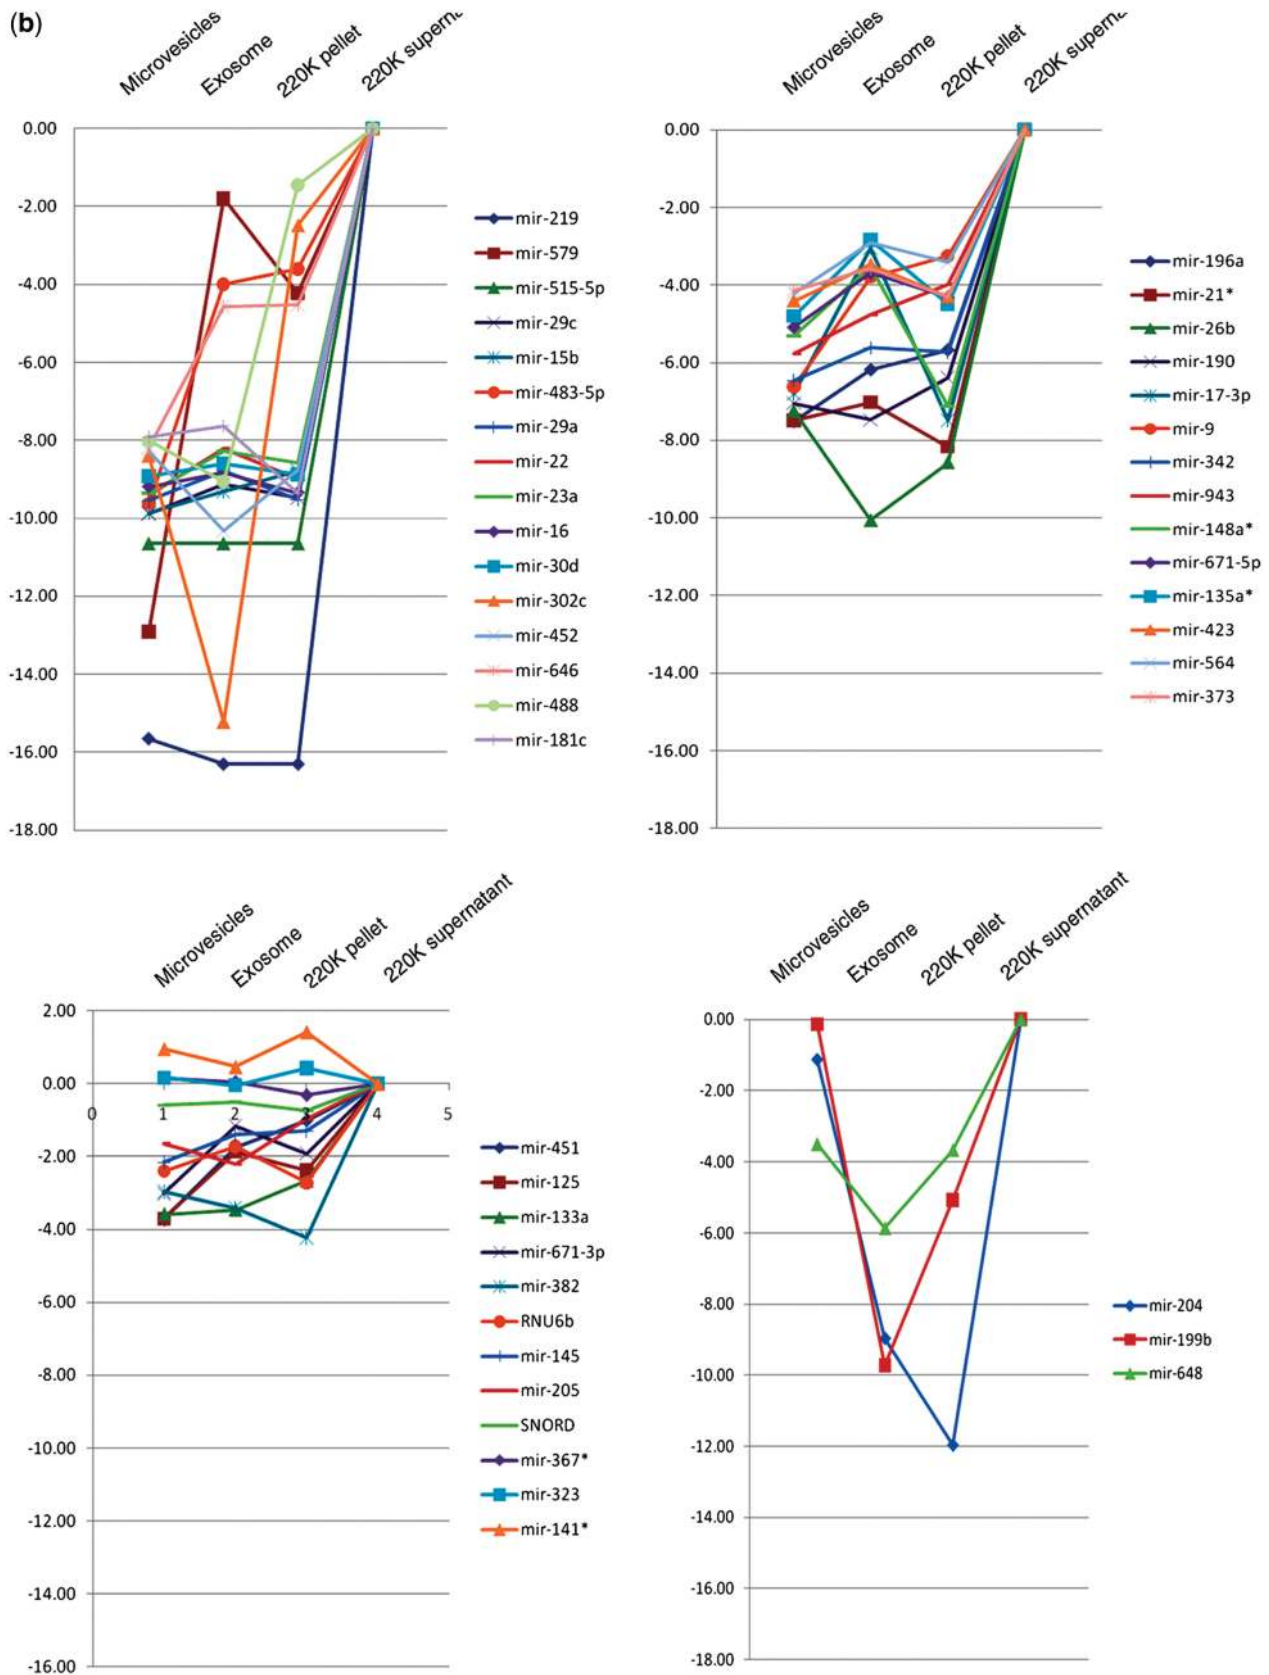 (b)
Microvesicles
Exosome
220K pellet
220K superna
0.00
-2.00
-4.00
-6.00
-8.00
-10.00
-12.00
-14.00
-16.00
-18.00
mir-219
mir-579
mir-515-5p
mir-29c
mir-15b
mir-483-5p
mir-29a
mir-22
mir-23a
mir-16
mir-30d
mir-302c
mir-452
mir-646
mir-488
mir-181c
Microvesicles
Exosome
220K pellet
220K superna
0.00
-2.00
-4.00
-6.00
-8.00
-10.00
-12.00
-14.00
-16.00
-18.00
mir-196a
mir-21*
mir-26b
mir-190
mir-17-3p
mir-9
mir-342
mir-943
mir-148a*
mir-671-5p
mir-135a*
mir-423
mir-564
mir-373
Microvesicles
Exosome
220K pellet
220K supernatant
2.00
0.00
-2.00
-4.00
-6.00
-8.00
-10.00
-12.00
-14.00
-16.00
0 1 2 3 4 5
mir-451
mir-125
mir-133a
mir-671-3p
mir-382
RNU6b
mir-145
mir-205
SNORD
mir-367*
mir-323
mir-141*
Microvesicles
Exosome
220K pellet
220K supernatant
0.00
-2.00
-4.00
-6.00
-8.00
-10.00
-12.00
-14.00
-16.00
-18.00
mir-204
mir-199b
mir-648